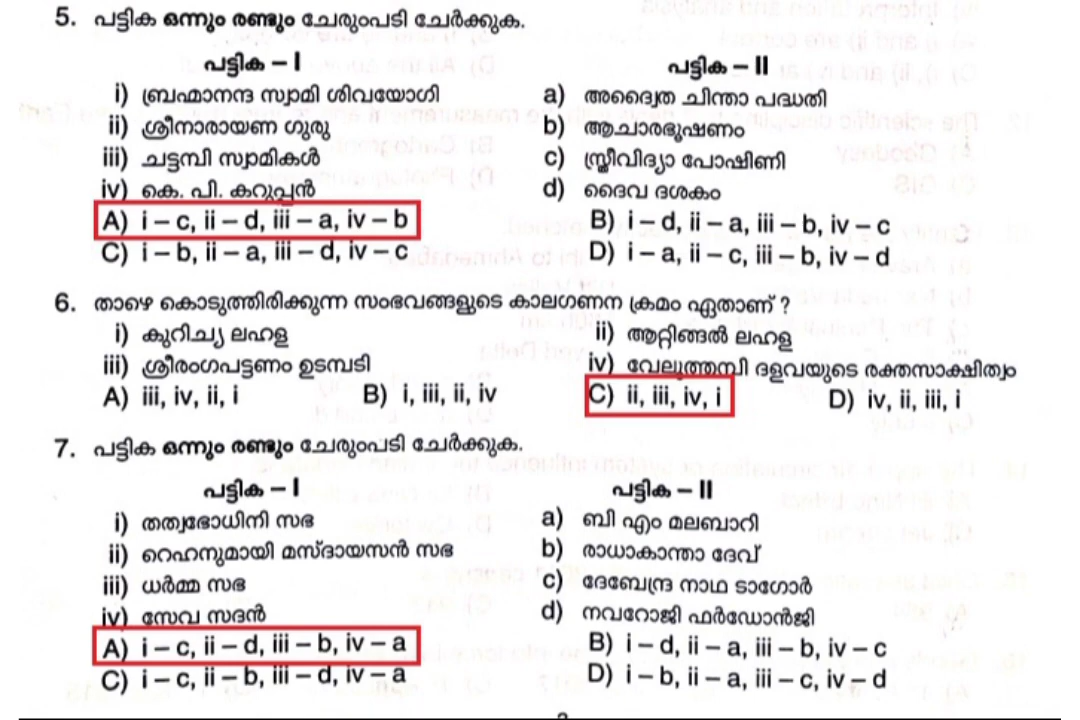 5. പട്ടിക ഒന്നും രണ്ടും ചേരുംപടി ചേർക്കുക.
പട്ടിക – I പട്ടിക – II
i) ബ്രഹ്മാനന്ദ സ്വാമി ശിവയോഗി a) അദ്വൈത ചിന്താ പദ്ധതി
ii) ശ്രീനാരായണ ഗുരു b) ആചാരഭൂഷണം
iii) ചട്ടമ്പി സ്വാമികൾ c) സ്ത്രീവിദ്യാ പോഷിണി
iv) കെ. പി. കറുപ്പൻ d) ദൈവ ദശകം
A) i – c, ii – d, iii – a, iv – b B) i – d, ii – a, iii – b, iv – c
C) i – b, ii – a, iii – d, iv – c D) i – a, ii – c, iii – b, iv – d
6. താഴെ കൊടുത്തിരിക്കുന്ന സംഭവങ്ങളുടെ കാലഗണന ക്രമം ഏതാണ് ?
i) കുറിച്യ ലഹള ii) ആറ്റിങ്ങൽ ലഹള
iii) ശ്രീരംഗപട്ടണം ഉടമ്പടി iv) വേലുത്തമ്പി ദളവയുടെ രക്തസാക്ഷിത്വം
A) iii, iv, ii, i B) i, iii, ii, iv C) ii, iii, iv, i D) iv, ii, iii, i
7. പട്ടിക ഒന്നും രണ്ടും ചേരുംപടി ചേർക്കുക.
പട്ടിക – I പട്ടിക – II
i) തത്വഭോധിനി സഭ a) ബി എം മലബാറി
ii) റെഹനുമായി മസ്ദായസൻ സഭ b) രാധാകാന്താ ദേവ്
iii) ധർമ്മ സഭ c) ദേബേന്ദ്ര നാഥ ടാഗോർ
iv) സേവ സദൻ d) നവറോജി ഫർഡോൻജി
A) i – c, ii – d, iii – b, iv – a B) i – d, ii – a, iii – b, iv – c
C) i – c, ii – b, iii – d, iv – a D) i – b, ii – a, iii – c, iv – d